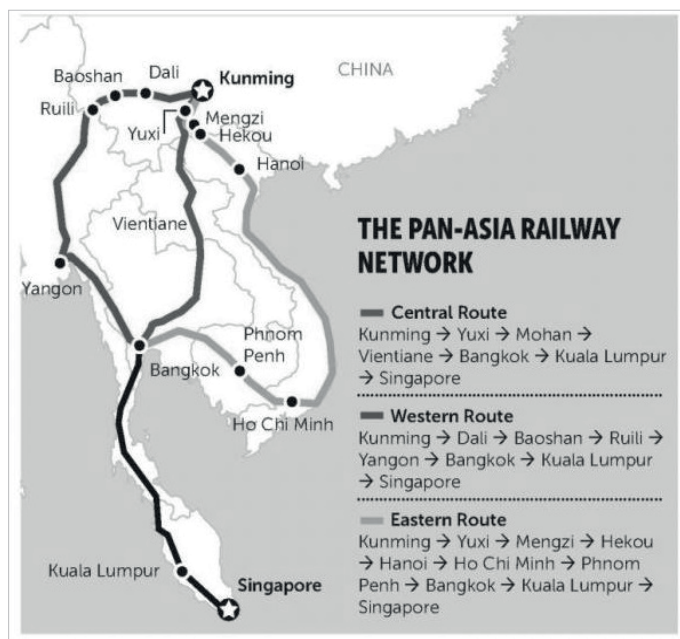 CHINA
Kunming
Dali
Baoshan
Ruili
Yuxi
Mengzi
Hekou
Hanoi
Vientiane
Yangon
Bangkok
Phnom
Penh
Ho Chi Minh
Kuala Lumpur
Singapore
THE PAN-ASIA RAILWAY
NETWORK
Central Route
Kunming → Yuxi → Mohan →
Vientiane → Bangkok → Kuala Lumpur
→ Singapore
Western Route
Kunming → Dali → Baoshan → Ruili →
Yangon → Bangkok → Kuala Lumpur
→ Singapore
Eastern Route
Kunming → Yuxi → Mengzi → Hekou
→ Hanoi → Ho Chi Minh → Phnom
Penh → Bangkok → Kuala Lumpur →
Singapore